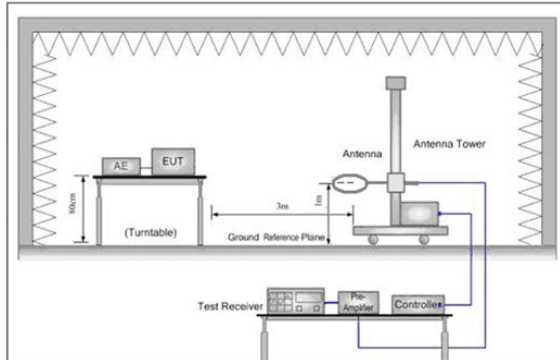 Antenna Tower
Antenna
EUT
AE
80cm
3m
1m
(Turntable)
Ground Reference Plane
Test Receiver
Pre-
Amplifier
Controller